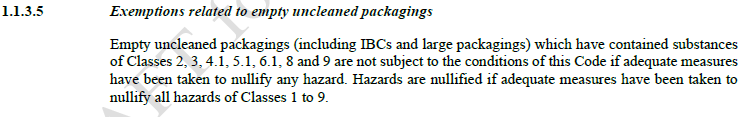 1.1.3.5 Exemptions related to empty uncleaned packagings
Empty uncleaned packagings (including IBCs and large packagings) which have contained substances
of Classes 2, 3, 4.1, 5.1, 6.1, 8 and 9 are not subject to the conditions of this Code if adequate measures
have been taken to nullify any hazard. Hazards are nullified if adequate measures have been taken to
nullify all hazards of Classes 1 to 9.